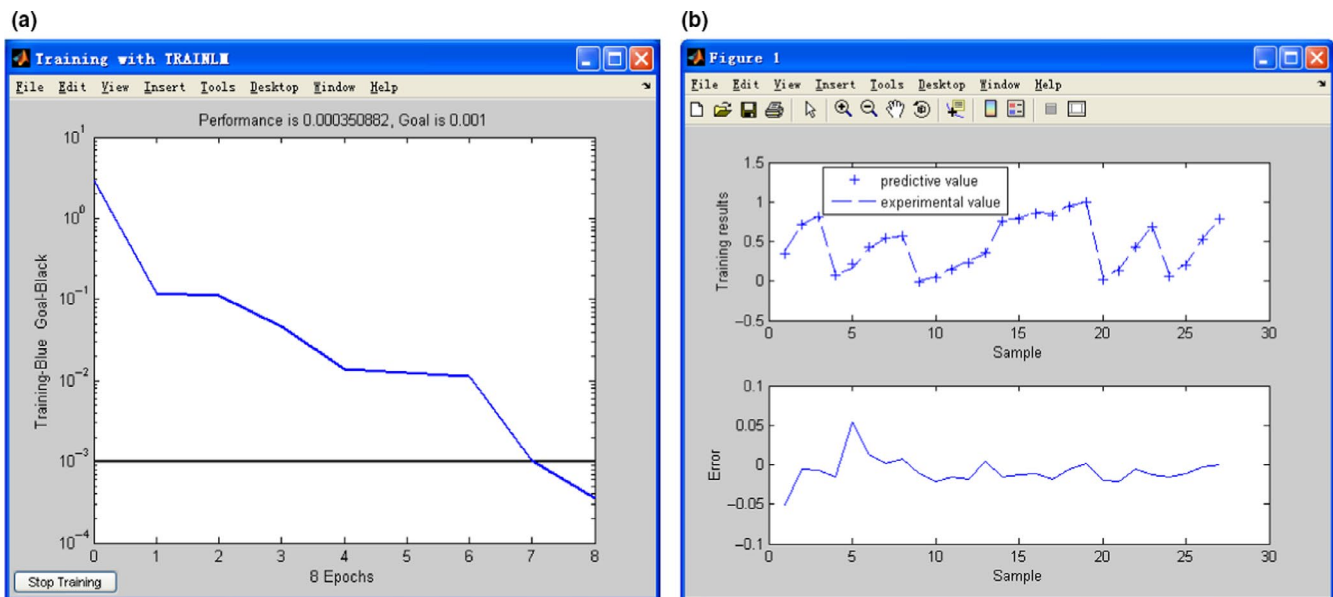 (a)
Training with TRAINLM
File Edit View Insert Tools Desktop Window Help
Performance is 0.000350882, Goal is 0.001
Training-Blue Goal-Black
10^1
10^0
10^-1
10^-2
10^-3
10^-4
0 1 2 3 4 5 6 7 8
8 Epochs
Stop Training
(b)
Figure 1
File Edit View Insert Tools Desktop Window Help
Training results
1.5
1
0.5
0
-0.5
predictive value
experimental value
0 5 10 15 20 25 30
Sample
Error
0.1
0.05
0
-0.05
-0.1
0 5 10 15 20 25 30
Sample